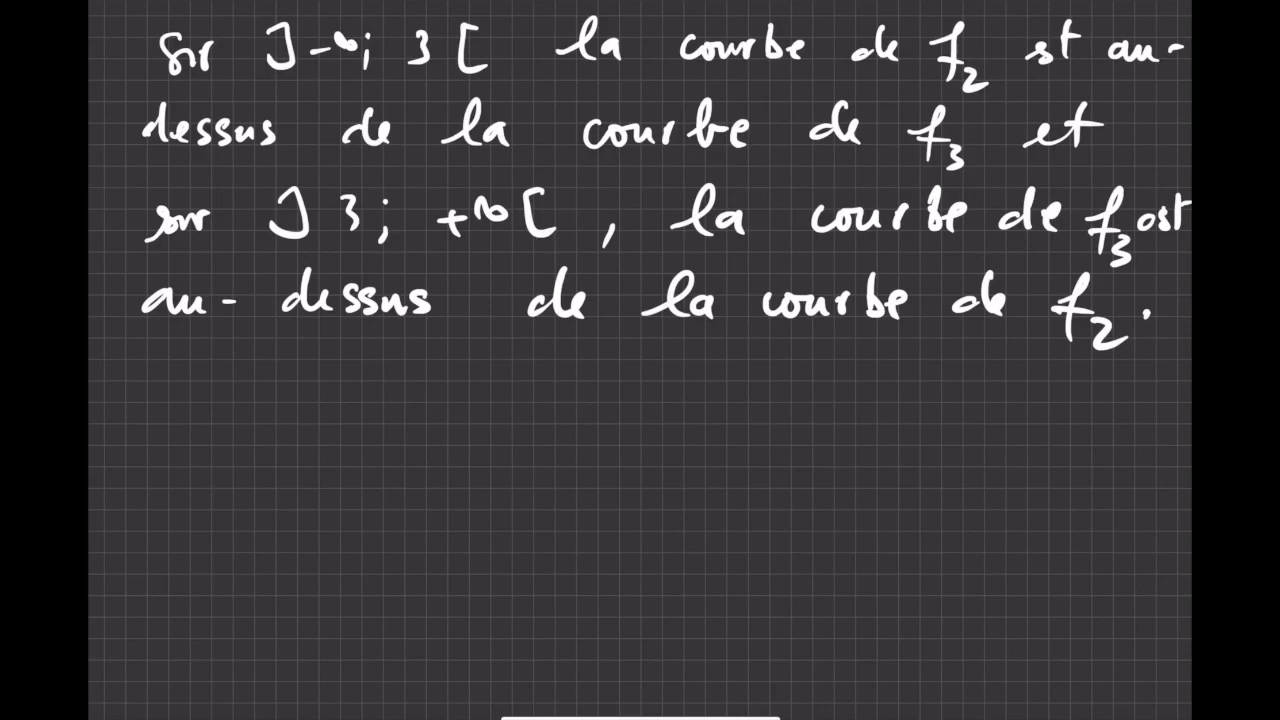 Sur ]-∞; 3[ la courbe de f₂ est au-
dessus de la courbe de f₃ et
sur ]3; +∞[, la courbe de f₃ est
au-dessus de la courbe de f₂.